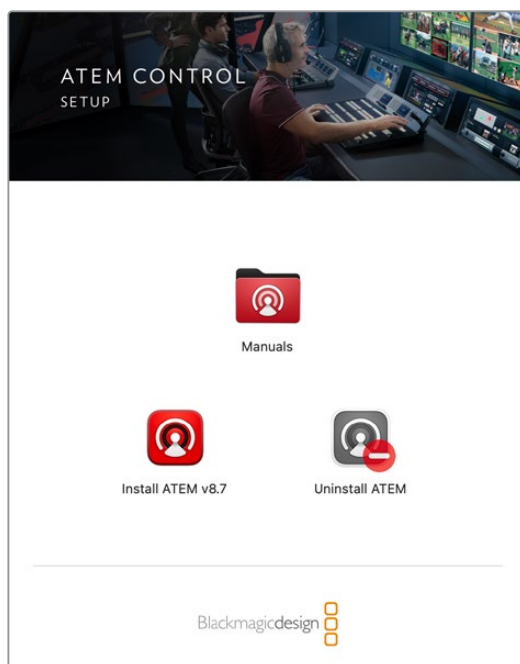 ATEM CONTROL
SETUP
Manuals
Install ATEM v8.7
Uninstall ATEM
Blackmagicdesign